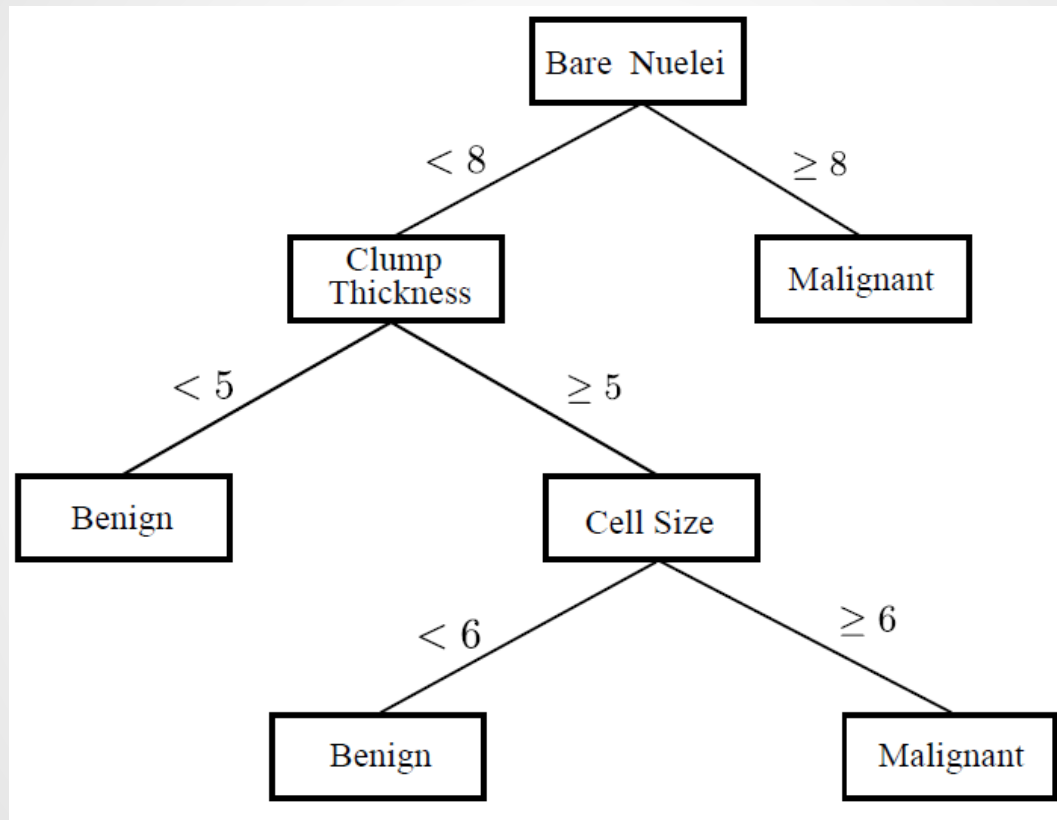 Bare Nuelei
< 8
≥ 8
Clump
Thickness
Malignant
< 5
≥ 5
Benign
Cell Size
< 6
≥ 6
Benign
Malignant